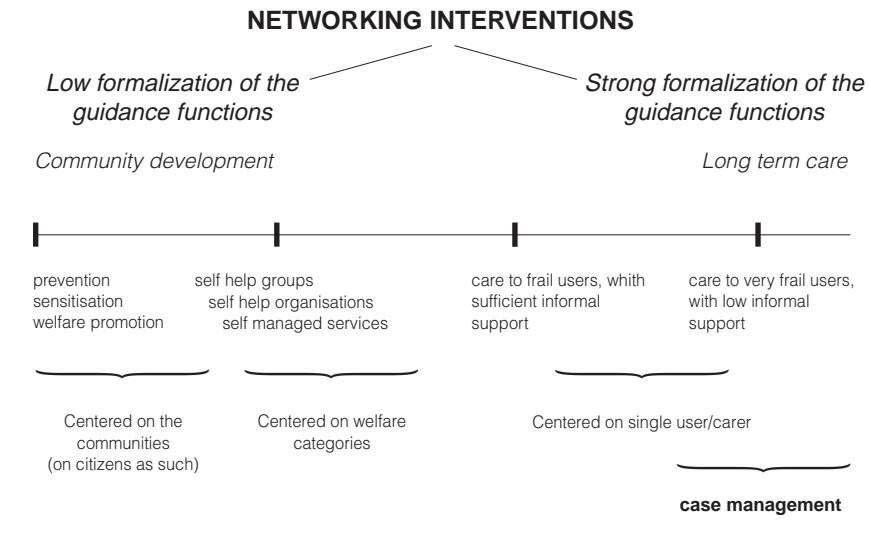 NETWORKING INTERVENTIONS
Low formalization of the
guidance functions
Strong formalization of the
guidance functions
Community development
Long term care
prevention
sensitisation
welfare promotion
self help groups
self help organisations
self managed services
care to frail users, whith
sufficient informal
support
care to very frail users,
with low informal
support
Centered on the
communities
(on citizens as such)
Centered on welfare
categories
Centered on single user/carer
case management